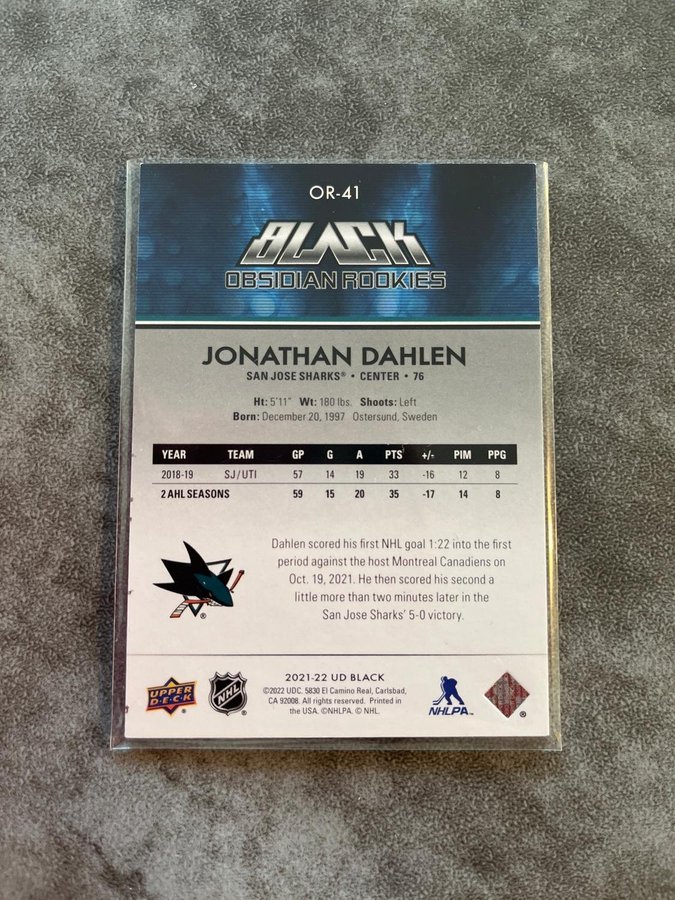 OR-41
BLACK
OBSIDIAN ROOKIES
JONATHAN DAHLEN
SAN JOSE SHARKS® • CENTER • 76
Ht: 5'11" Wt: 180 lbs. Shoots: Left
Born: December 20, 1997 Ostersund, Sweden
YEAR TEAM GP G A PTS +/- PIM PPG
2018-19 SJ/UTI 57 14 19 33 -16 12 8
2 AHL SEASONS 59 15 20 35 -17 14 8
Dahlen scored his first NHL goal 1:22 into the first
period against the host Montreal Canadiens on
Oct. 19, 2021. He then scored his second a
little more than two minutes later in the
San Jose Sharks' 5-0 victory.
®
2021-22 UD BLACK
©2022 UDC. 5830 El Camino Real, Carlsbad,
CA 92008. All rights reserved. Printed in
the USA. ©NHLPA. © NHL.
UPPER
DECK
NHL
®
NHLPA™
®